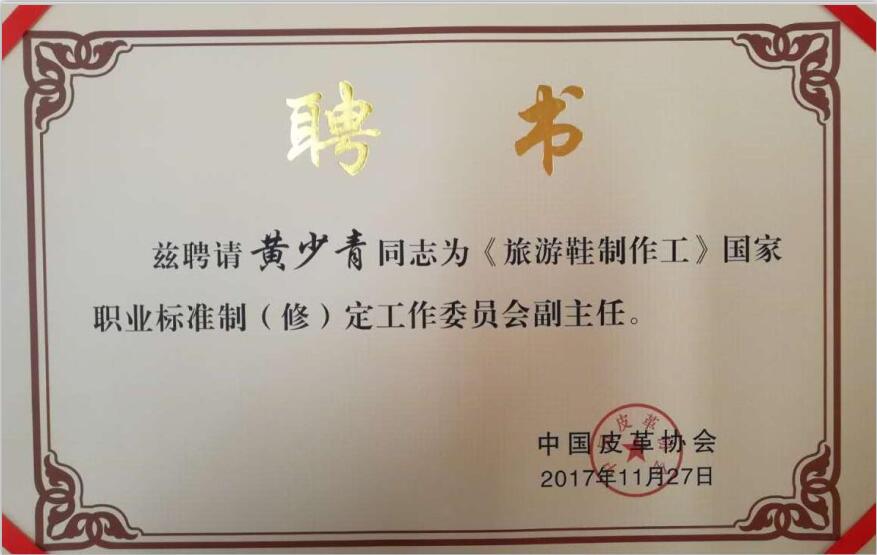 聘书
兹聘请黄少青同志为《旅游鞋制作工》国家
职业标准制（修）定工作委员会副主任。
中国皮革协会
2017年11月27日